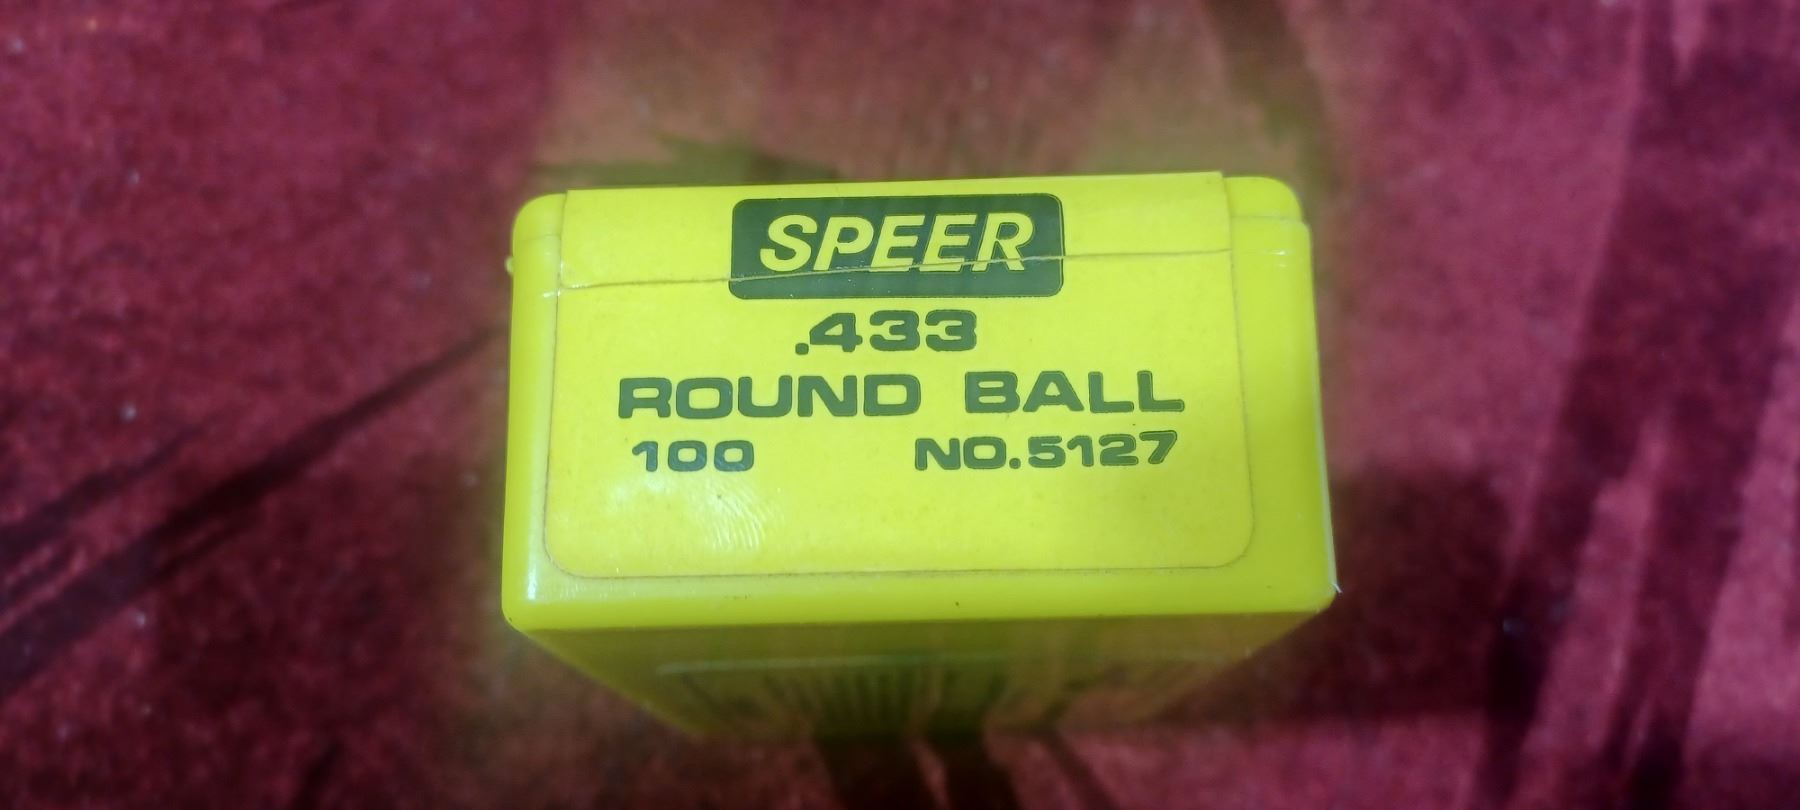 SPEER
.433
ROUND BALL
100 NO.5127